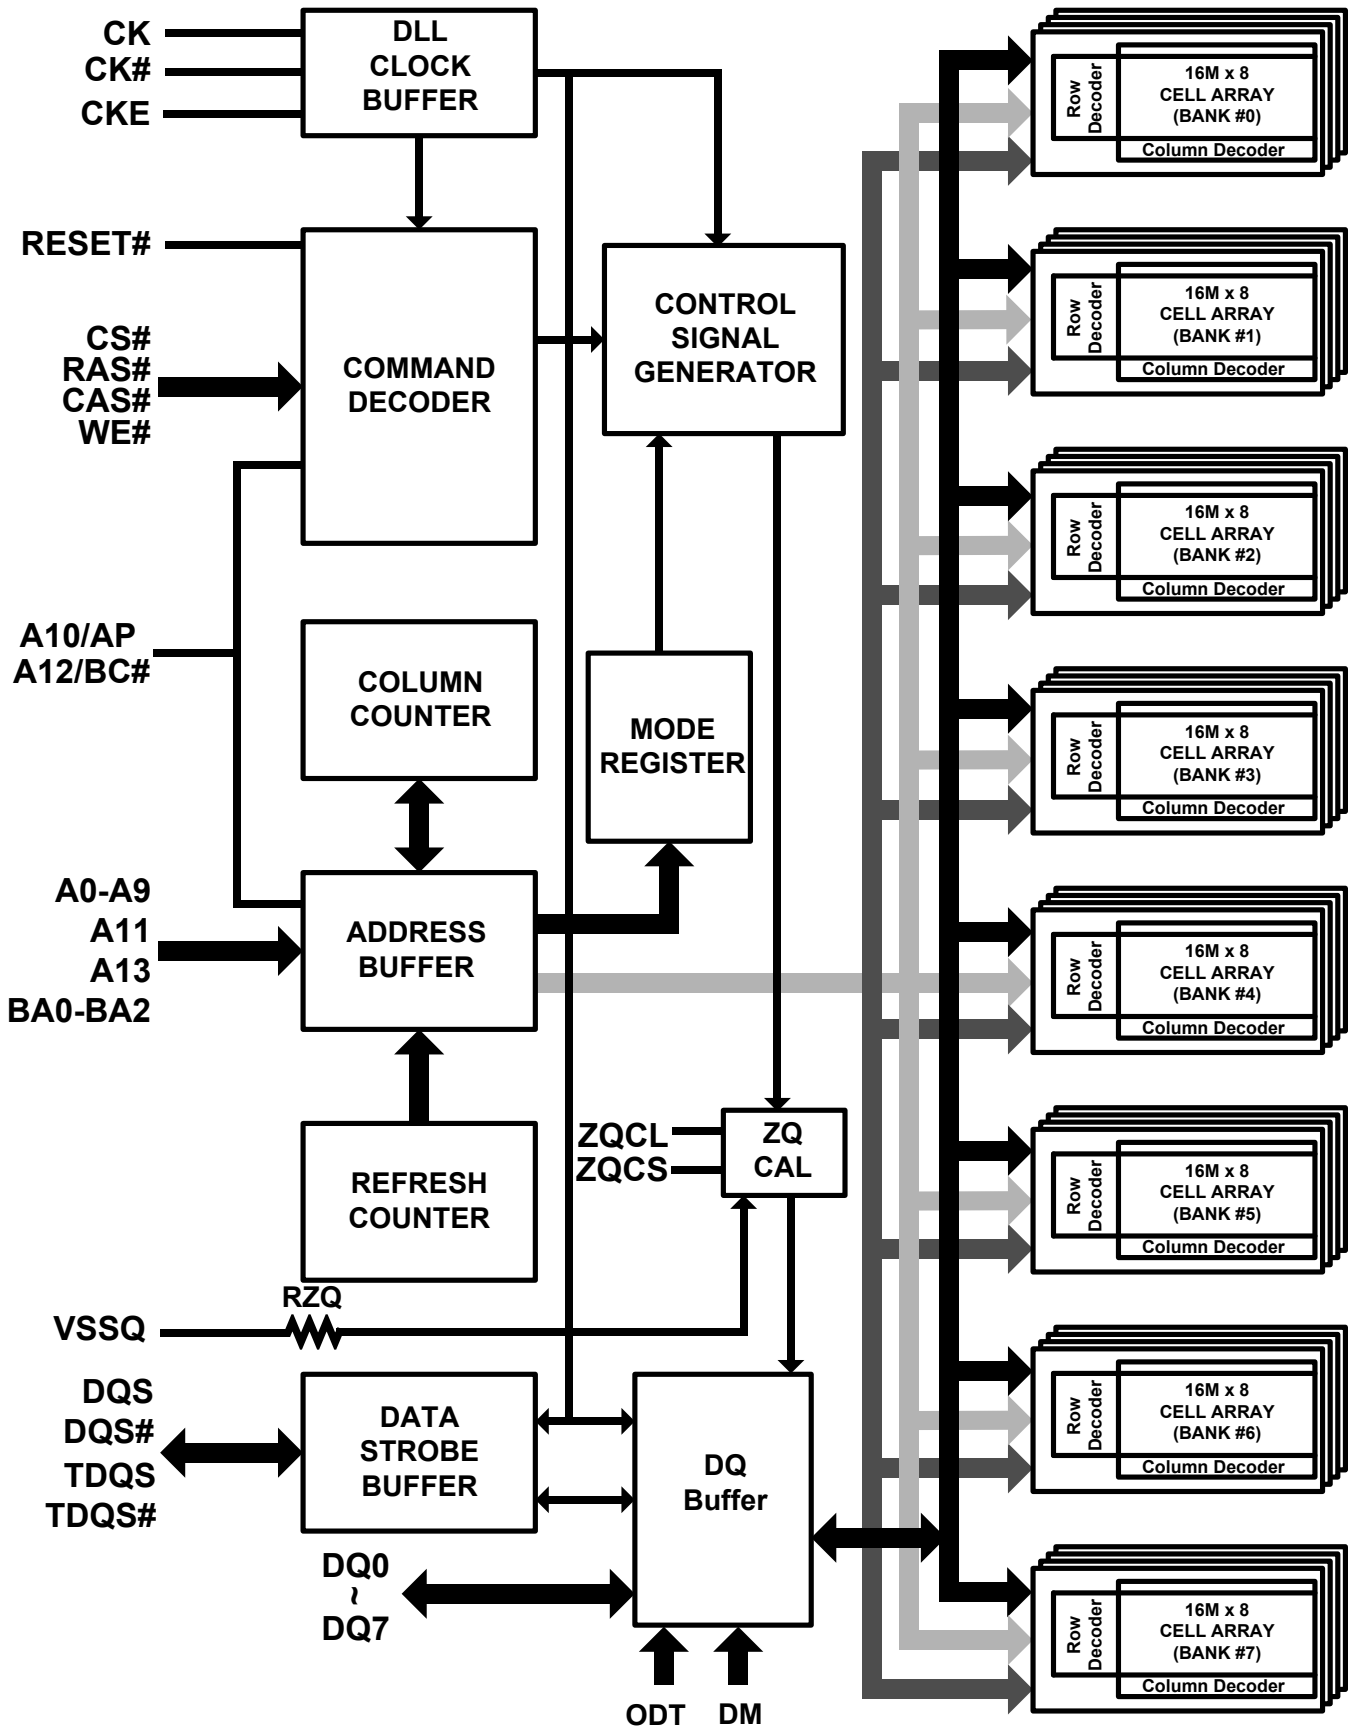 CK
CK#
CKE
DLL
CLOCK
BUFFER
RESET#
CS#
RAS#
CAS#
WE#
COMMAND
DECODER
CONTROL
SIGNAL
GENERATOR
A10/AP
A12/BC#
COLUMN
COUNTER
MODE
REGISTER
A0-A9
A11
A13
BA0-BA2
ADDRESS
BUFFER
REFRESH
COUNTER
ZQCL
ZQCS
ZQ
CAL
VSSQ
RZQ
DQS
DQS#
TDQS
TDQS#
DATA
STROBE
BUFFER
DQ
Buffer
DQ0
~
DQ7
ODT
DM
Row
Decoder
16M x 8
CELL ARRAY
(BANK #0)
Column Decoder
Row
Decoder
16M x 8
CELL ARRAY
(BANK #1)
Column Decoder
Row
Decoder
16M x 8
CELL ARRAY
(BANK #2)
Column Decoder
Row
Decoder
16M x 8
CELL ARRAY
(BANK #3)
Column Decoder
Row
Decoder
16M x 8
CELL ARRAY
(BANK #4)
Column Decoder
Row
Decoder
16M x 8
CELL ARRAY
(BANK #5)
Column Decoder
Row
Decoder
16M x 8
CELL ARRAY
(BANK #6)
Column Decoder
Row
Decoder
16M x 8
CELL ARRAY
(BANK #7)
Column Decoder